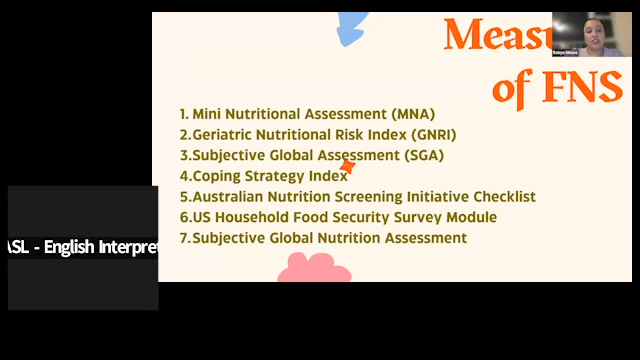 Meas
of FNS
Robyn Moore
1. Mini Nutritional Assessment (MNA)
2.Geriatric Nutritional Risk Index (GNRI)
3.Subjective Global Assessment (SGA)
4.Coping Strategy Index
5.Australian Nutrition Screening Initiative Checklist
6.US Household Food Security Survey Module
7.Subjective Global Nutrition Assessment
ASL - English Interpret